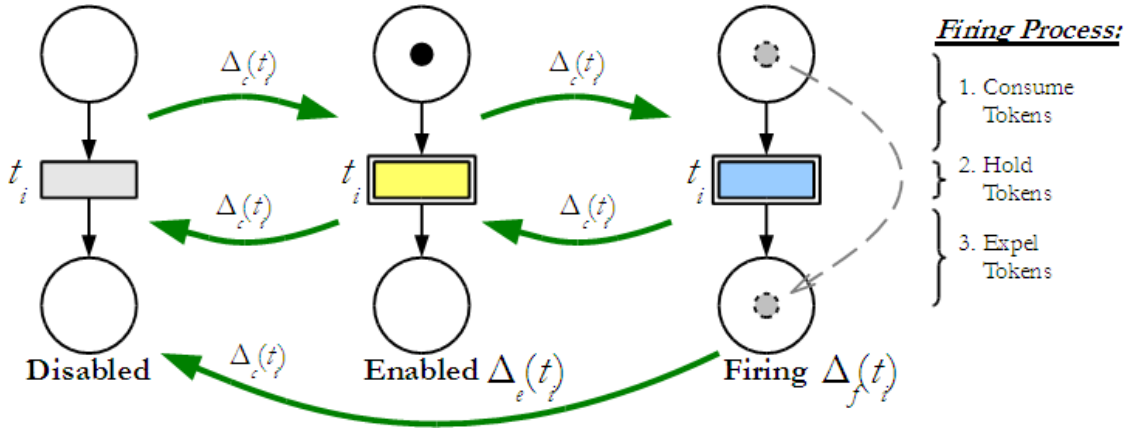 Firing Process:
Δc(ti)
Δc(ti)
1. Consume
Tokens
ti
ti
ti
2. Hold
Tokens
Δc(ti)
Δc(ti)
3. Expel
Tokens
Δc(ti)
Disabled
Enabled Δe(ti)
Firing Δf(ti)